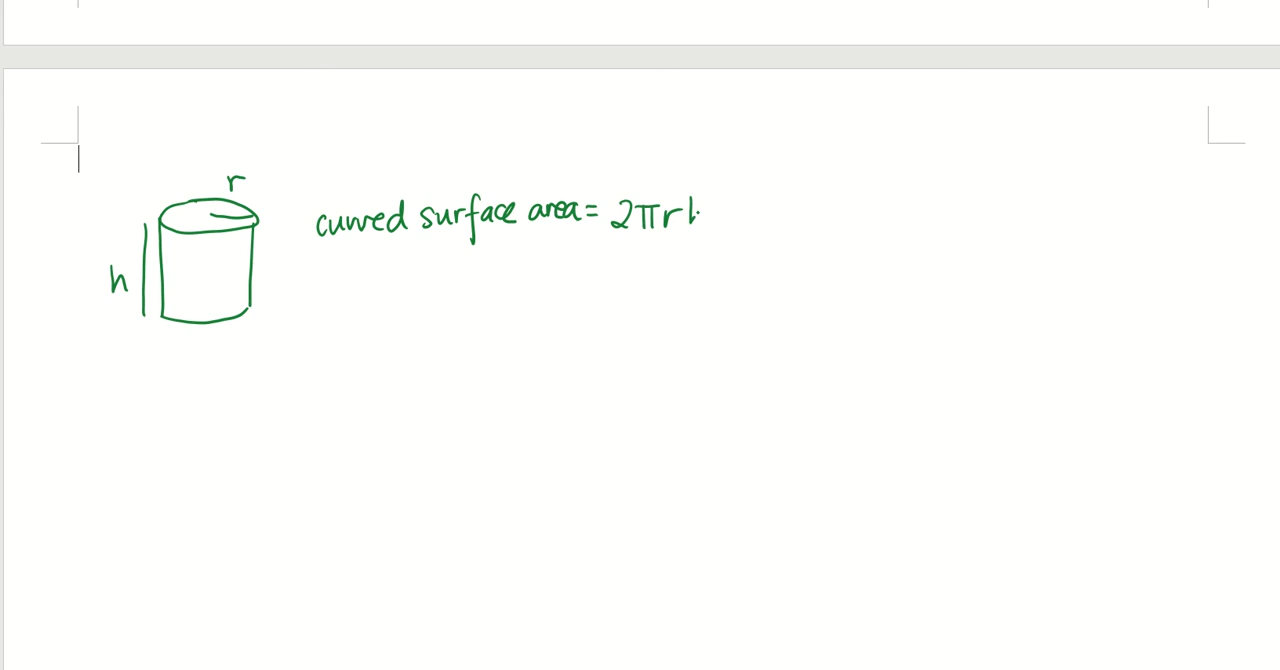 r
curved surface area = 2πrh
h